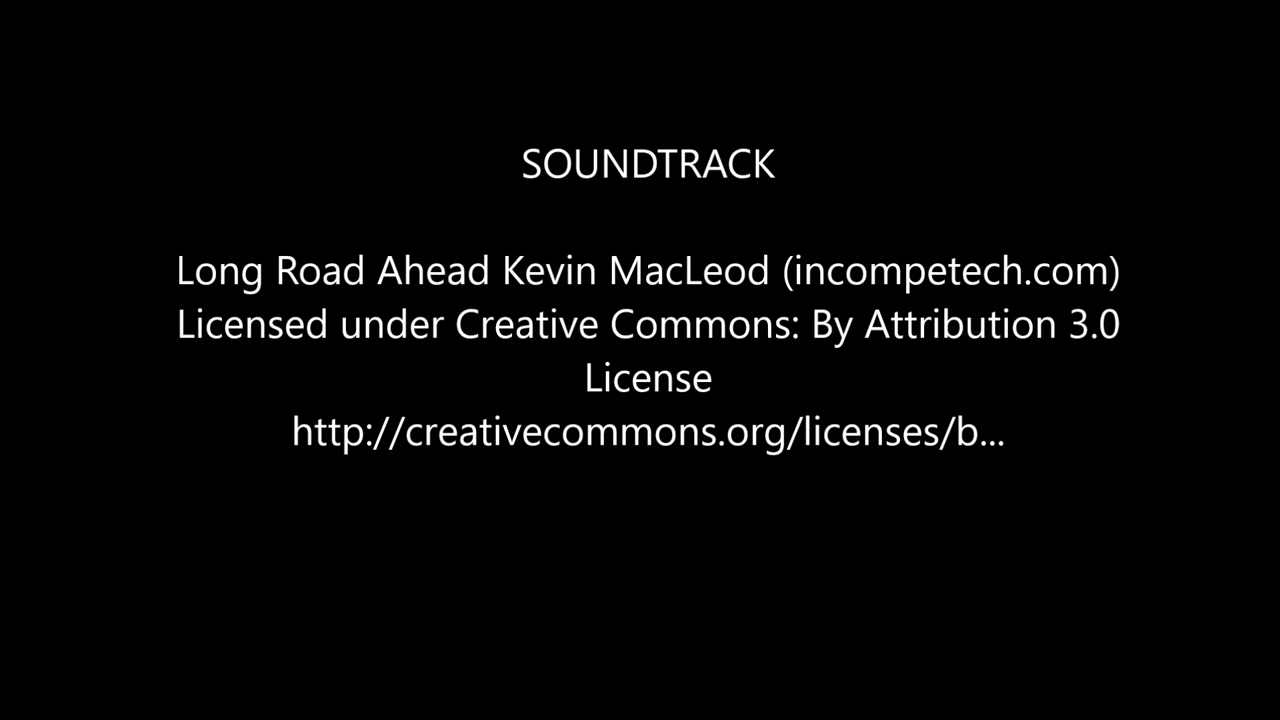 SOUNDTRACK
Long Road Ahead Kevin MacLeod (incompetech.com)
Licensed under Creative Commons: By Attribution 3.0
License
http://creativecommons.org/licenses/b...